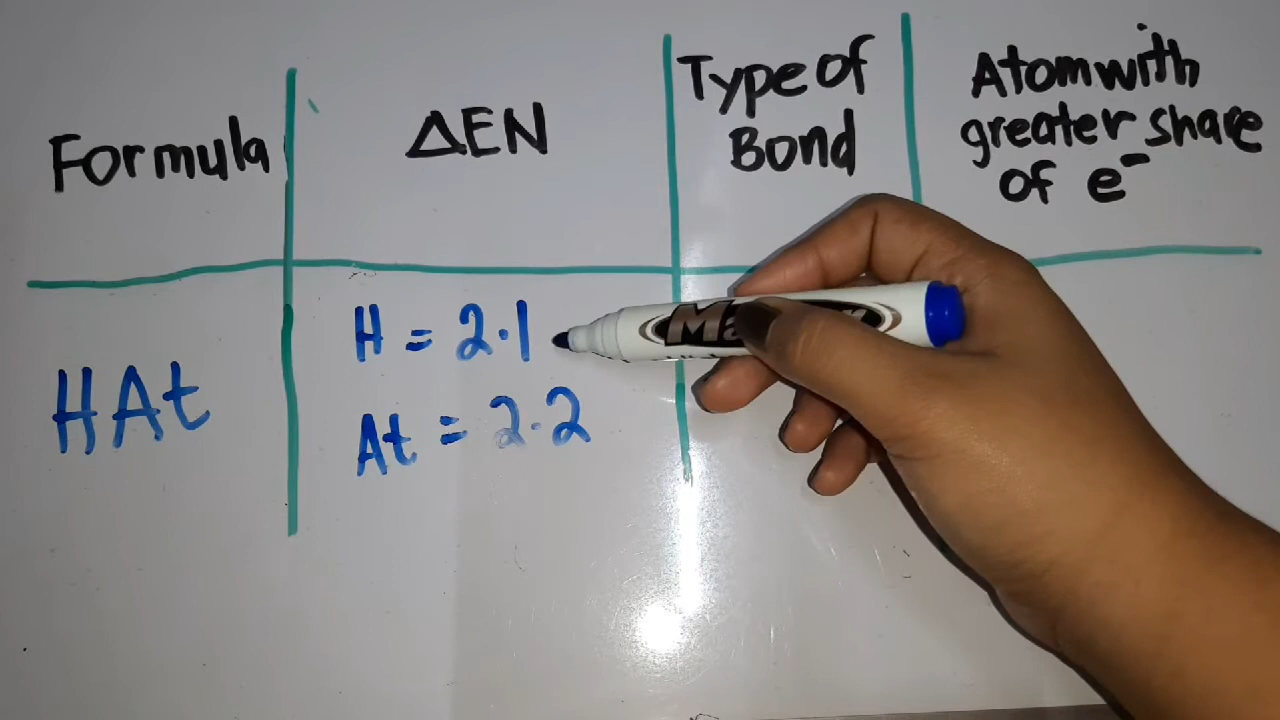 Formula
ΔEN
Type of
Bond
Atom with
greater share
of e⁻
HAt
H = 2.1
At = 2.2